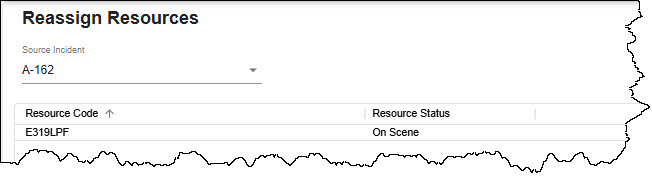 Reassign Resources
Source Incident
A-162
Resource Code Resource Status
E319LPF On Scene